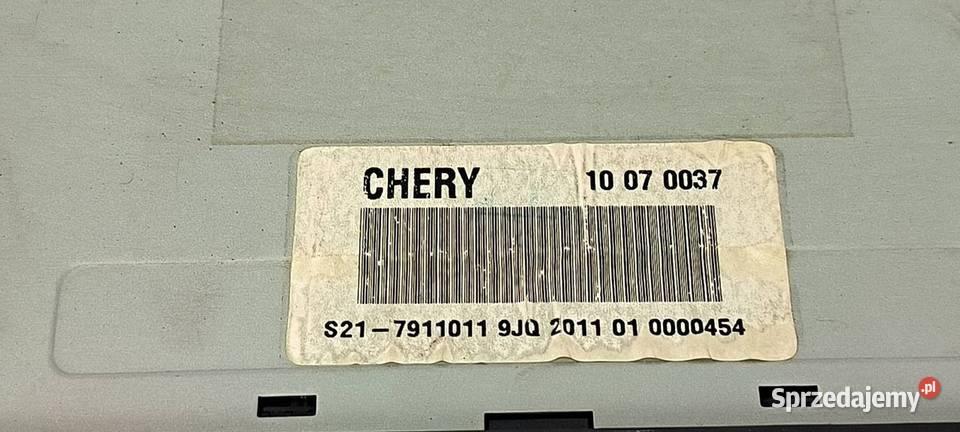 CHERY 10 07 0037
S21-7911011 9JQ 2011 01 0000454
Sprzedajemy.pl